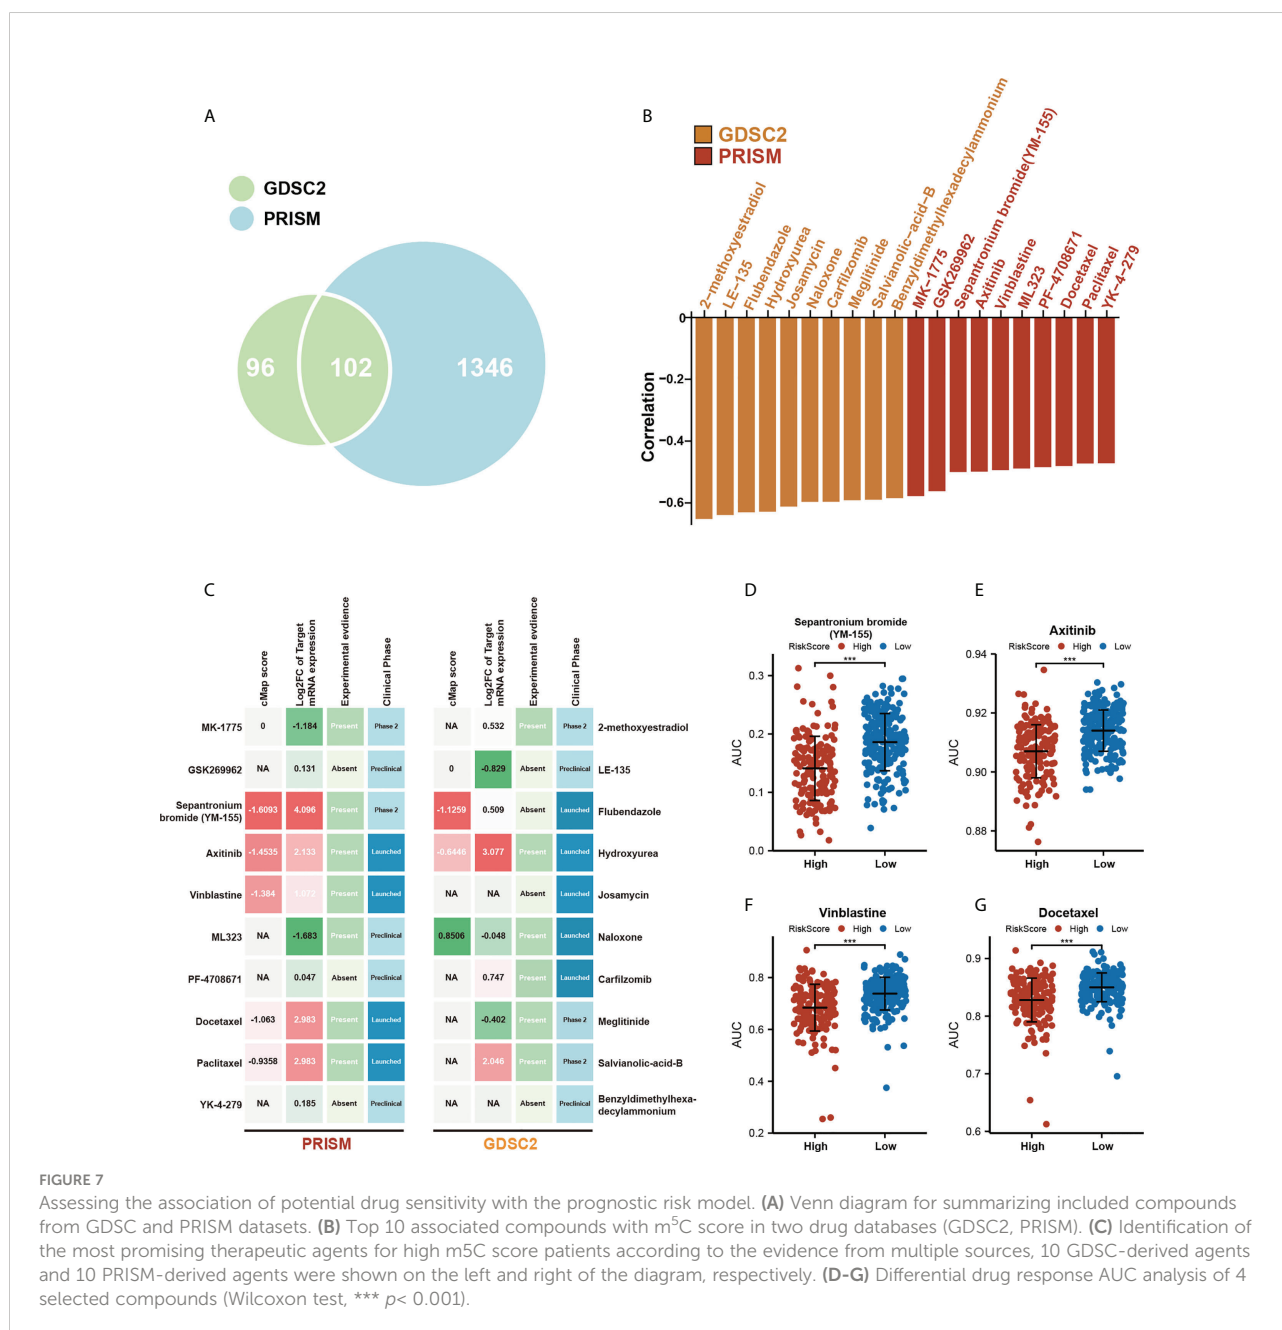 A
GDSC2
PRISM
96
102
1346
B
GDSC2
PRISM
2−methoxyestradiol
LE−135
Flubendazole
Hydroxyurea
Josamycin
Naloxone
Carfilzomib
Meglitinide
Salvianolic−acid−B
Benzyldimethylhexadecylammonium
MK−1775
GSK269962
Sepantronium bromide(YM−155)
Axitinib
Vinblastine
ML323
PF−4708671
Docetaxel
Paclitaxel
YK−4−279
Correlation
0
−0.2
−0.4
−0.6
C
cMap score
Log2FC of Target
mRNA expression
Experimental evdience
Clinical Phase
cMap score
Log2FC of Target
mRNA expression
Experimental evdience
Clinical Phase
MK-1775 0 -1.184 Present Phase 2 NA 0.532 Present Phase 2 2-methoxyestradiol
GSK269962 NA 0.131 Absent Preclinical 0 -0.829 Absent Preclinical LE-135
Sepantronium
bromide (YM-155) -1.6093 4.096 Present Phase 2 -1.1259 0.509 Absent Launched Flubendazole
Axitinib -1.4535 2.133 Present Launched -0.6446 3.077 Present Launched Hydroxyurea
Vinblastine -1.384 1.072 Present Launched NA NA Absent Launched Josamycin
ML323 NA -1.683 Present Preclinical 0.8506 -0.048 Present Launched Naloxone
PF-4708671 NA 0.047 Absent Preclinical NA 0.747 Present Launched Carfilzomib
Docetaxel -1.063 2.983 Present Launched NA -0.402 Present Phase 2 Meglitinide
Paclitaxel -0.9358 2.983 Present Launched NA 2.046 Present Phase 2 Salvianolic-acid-B
YK-4-279 NA 0.185 Absent Preclinical NA NA Absent Preclinical Benzyldimethylhexa-
decylammonium
PRISM
GDSC2
D
Sepantronium bromide
(YM-155)
RiskScore High Low
***
AUC
0.3
0.2
0.1
0.0
High Low
E
Axitinib
RiskScore High Low
***
AUC
0.94
0.92
0.90
0.88
High Low
F
Vinblastine
RiskScore High Low
***
AUC
1.0
0.8
0.6
0.4
0.2
High Low
G
Docetaxel
RiskScore High Low
***
AUC
0.9
0.8
0.7
0.6
High Low
FIGURE 7
Assessing the association of potential drug sensitivity with the prognostic risk model. (A) Venn diagram for summarizing included compounds
from GDSC and PRISM datasets. (B) Top 10 associated compounds with m⁵C score in two drug databases (GDSC2, PRISM). (C) Identification of
the most promising therapeutic agents for high m5C score patients according to the evidence from multiple sources, 10 GDSC-derived agents
and 10 PRISM-derived agents were shown on the left and right of the diagram, respectively. (D-G) Differential drug response AUC analysis of 4
selected compounds (Wilcoxon test, *** p< 0.001).